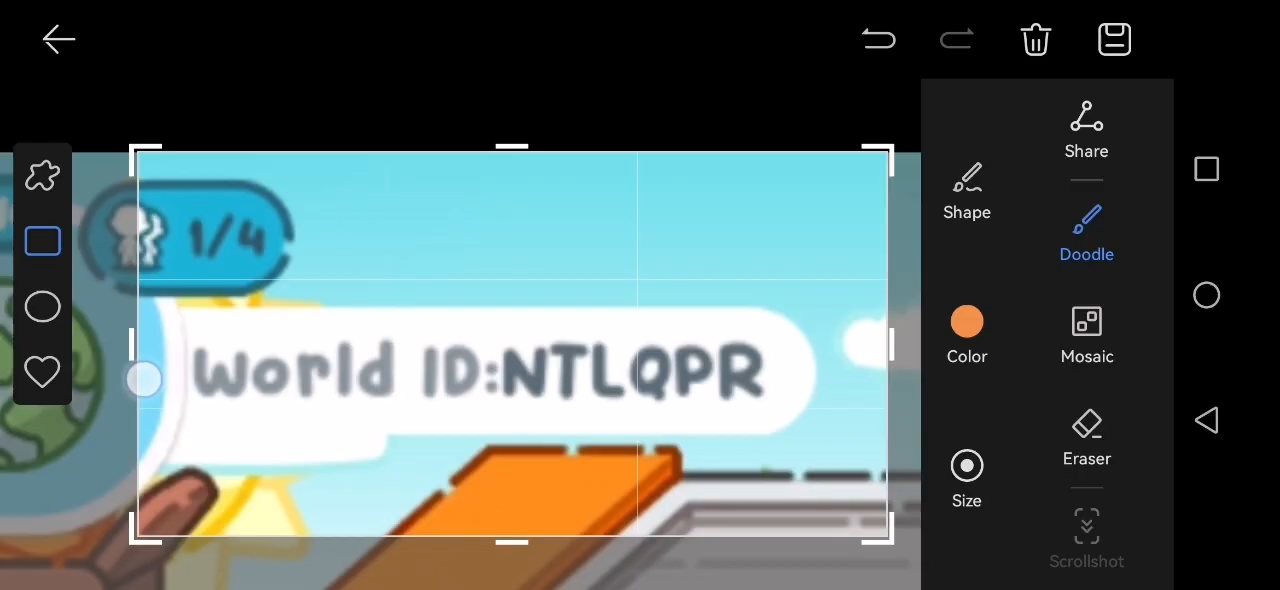 Share
Shape
Doodle
1/4
Color
Mosaic
World ID:NTLQPR
Eraser
Size
Scrollshot